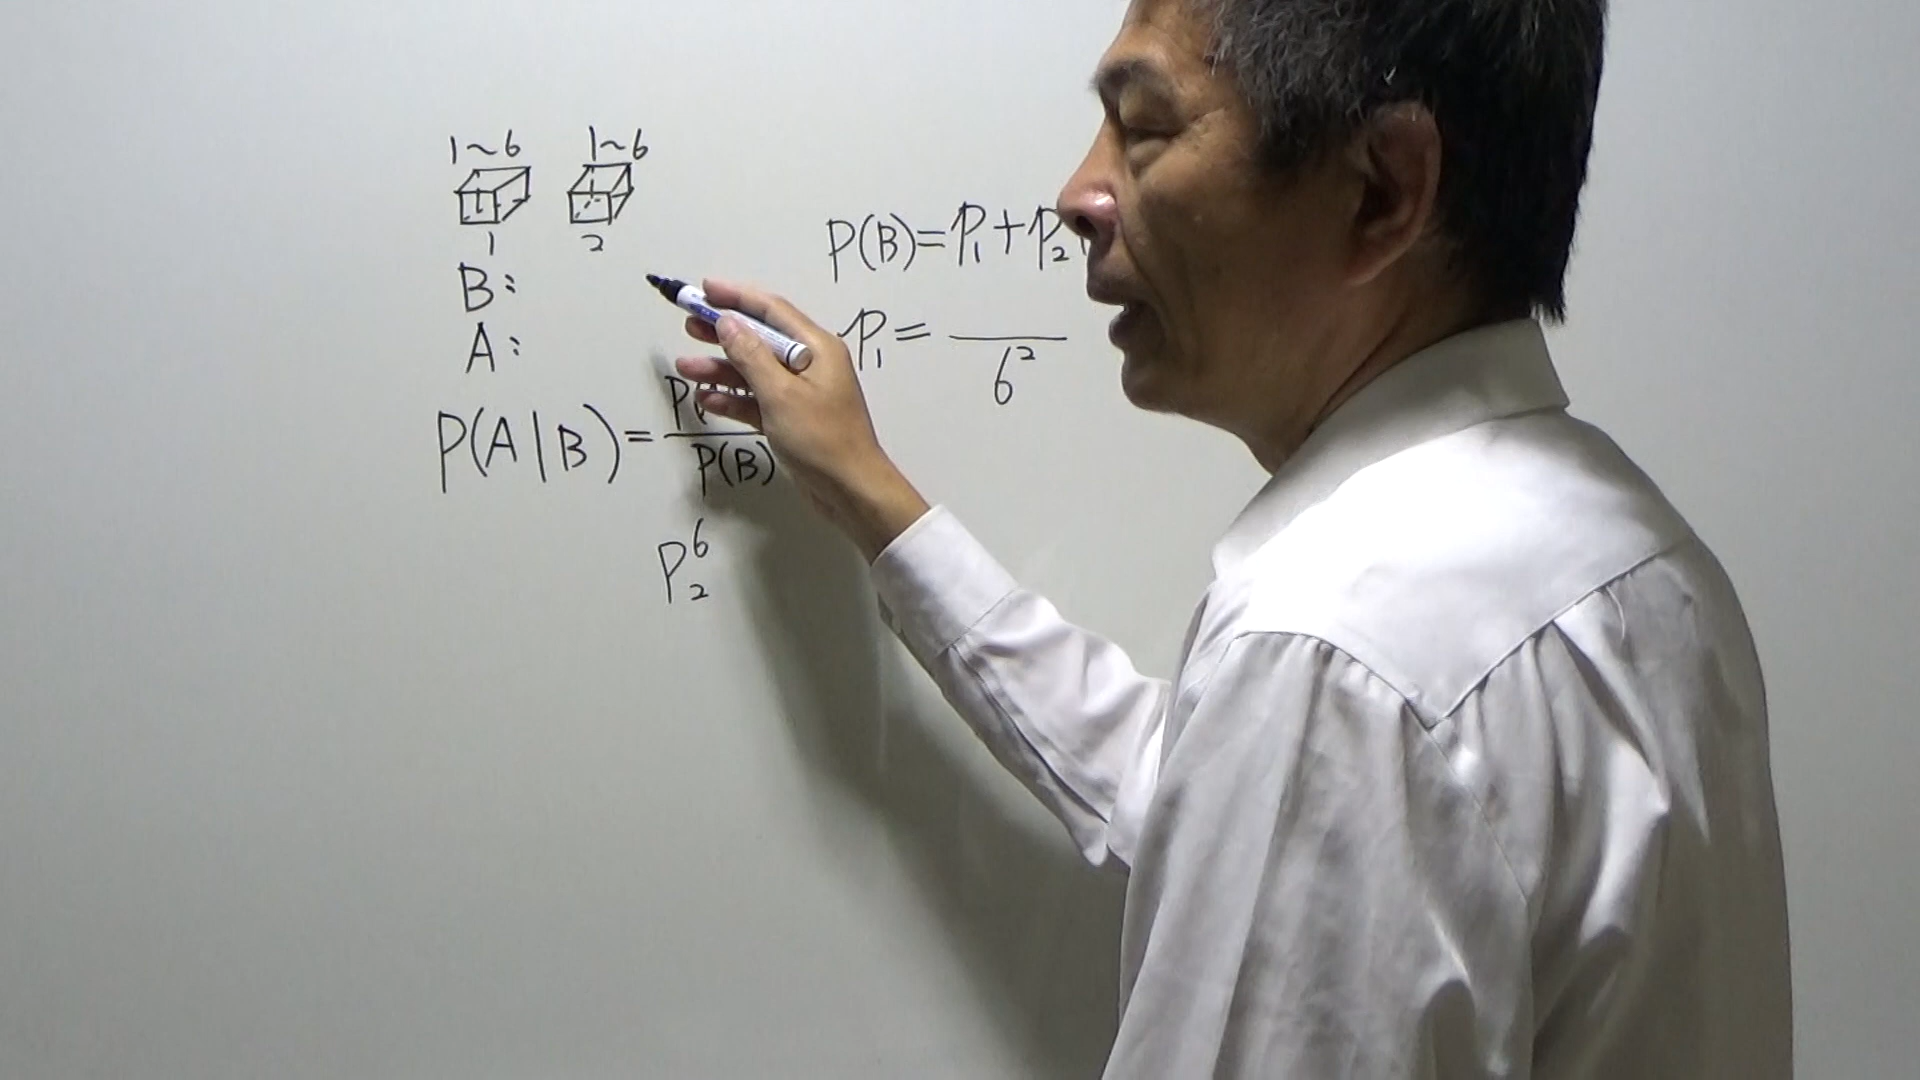 1~6 1~6
1 2
B:
A:
P(A|B)= P( / P(B)
P₂⁶
P(B)=P₁+P₂
P₁= / 6²